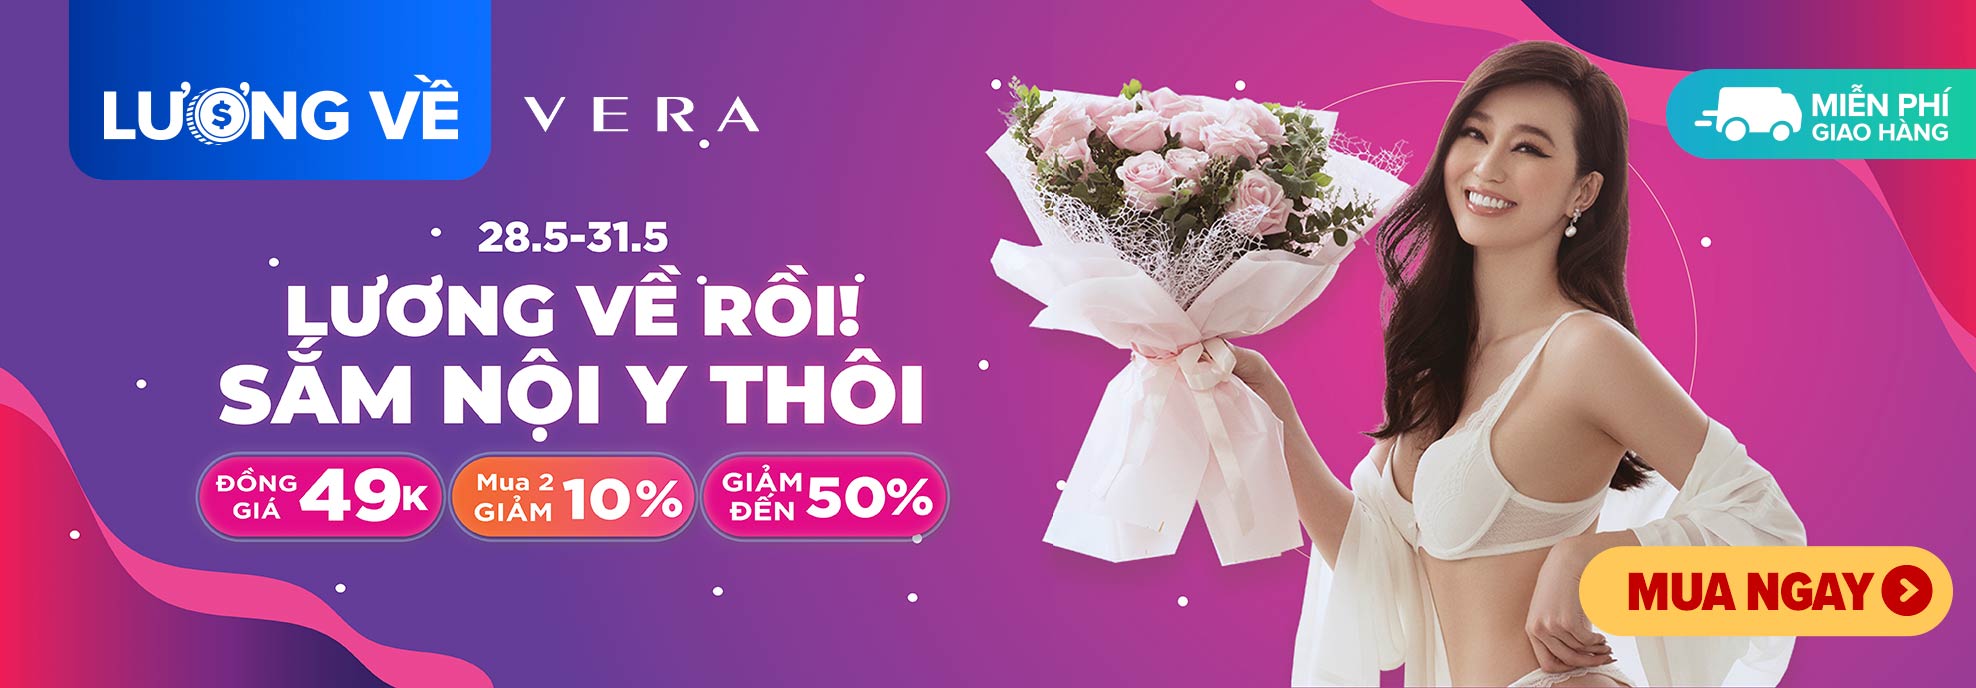 LƯƠNG VỀ
VERA
MIỄN PHÍ
GIAO HÀNG
28.5-31.5
LƯƠNG VỀ RỒI!
SẮM NỘI Y THÔI
ĐỒNG
GIÁ
49K
Mua 2
GIẢM
10%
GIẢM
ĐẾN
50%
MUA NGAY